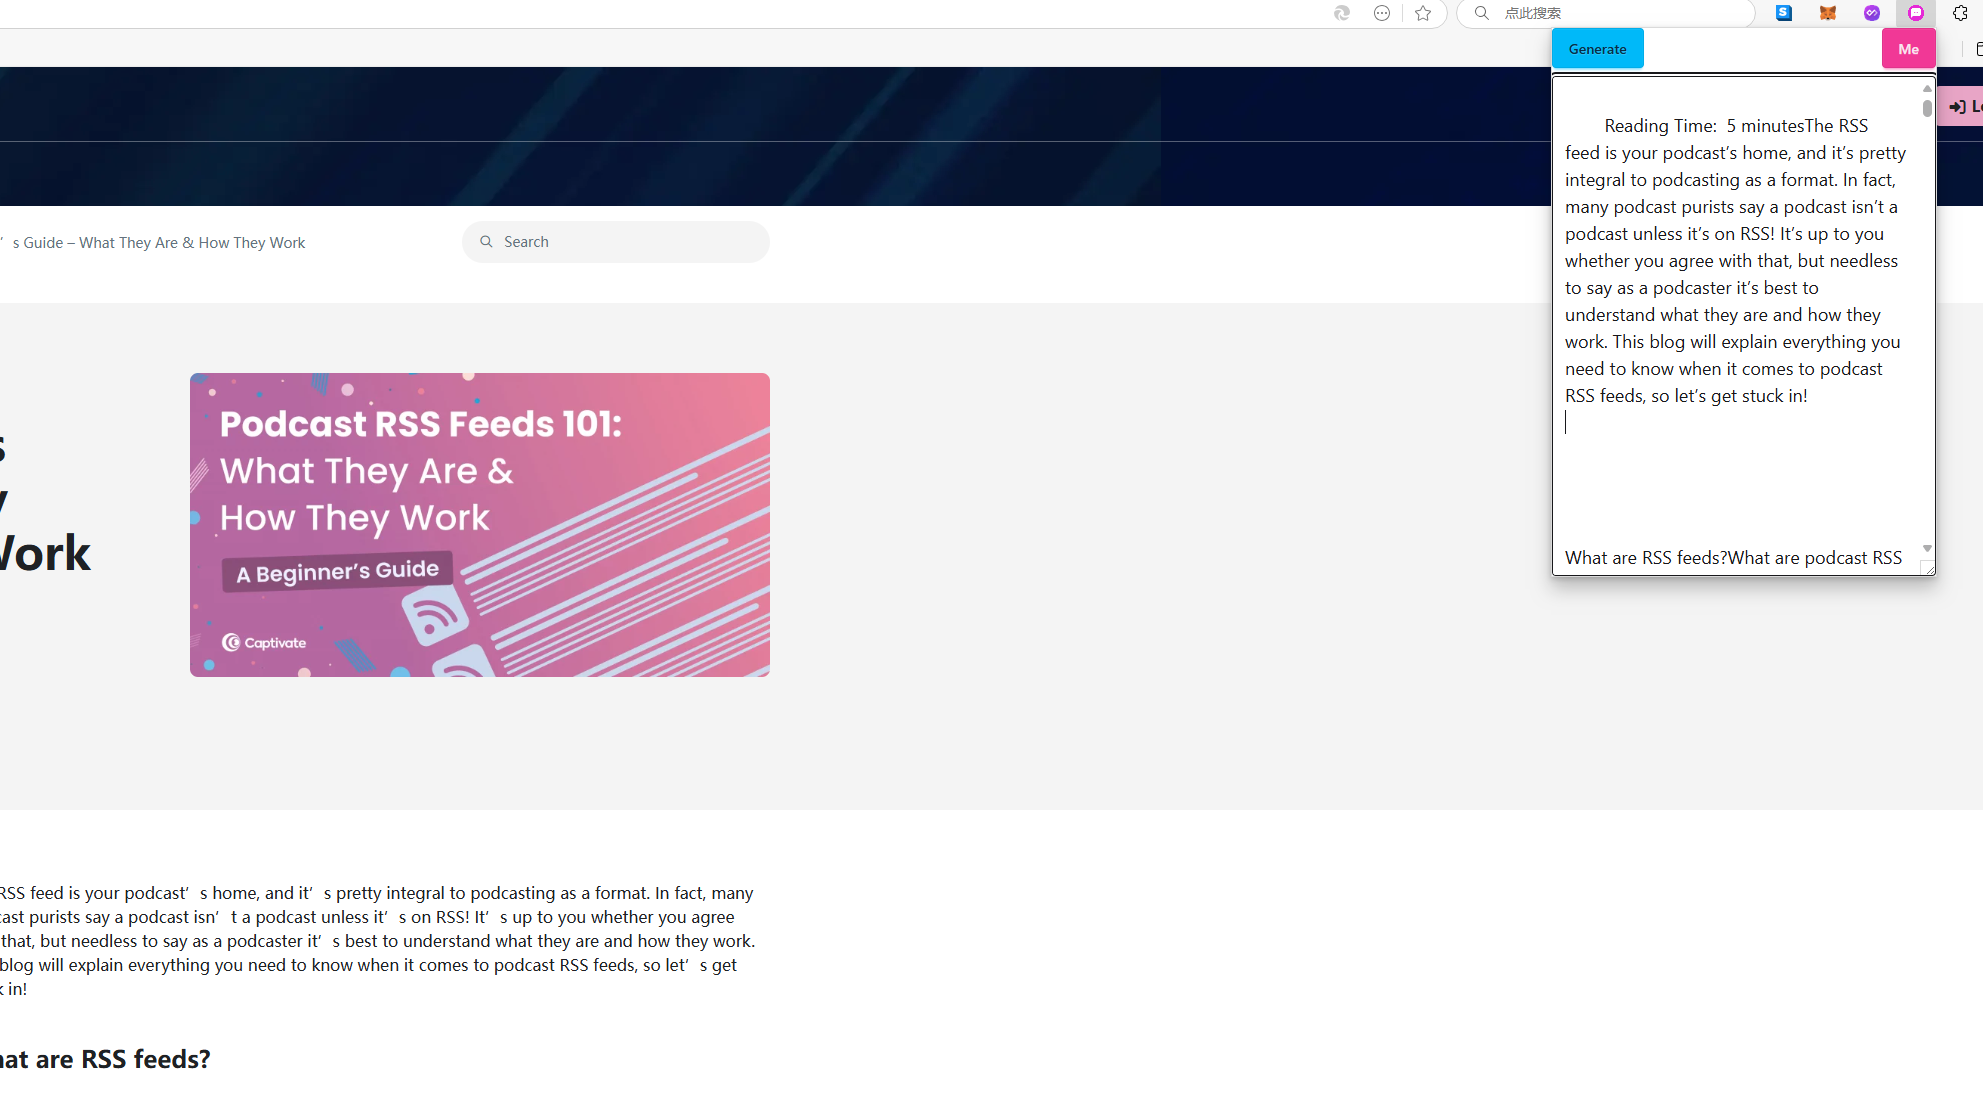 点此搜索
Generate
Me
Reading Time:  5 minutesThe RSS
feed is your podcast’s home, and it’s pretty
integral to podcasting as a format. In fact,
many podcast purists say a podcast isn’t a
podcast unless it’s on RSS! It’s up to you
whether you agree with that, but needless
to say as a podcaster it’s best to
understand what they are and how they
work. This blog will explain everything you
need to know when it comes to podcast
RSS feeds, so let’s get stuck in!
What are RSS feeds?What are podcast RSS
’s Guide – What They Are & How They Work
Search
Podcast RSS Feeds 101:
What They Are &
How They Work
A Beginner’s Guide
Captivate
Work
RSS feed is your podcast’s home, and it’s pretty integral to podcasting as a format. In fact, many
cast purists say a podcast isn’t a podcast unless it’s on RSS! It’s up to you whether you agree
that, but needless to say as a podcaster it’s best to understand what they are and how they work.
blog will explain everything you need to know when it comes to podcast RSS feeds, so let’s get
k in!
hat are RSS feeds?